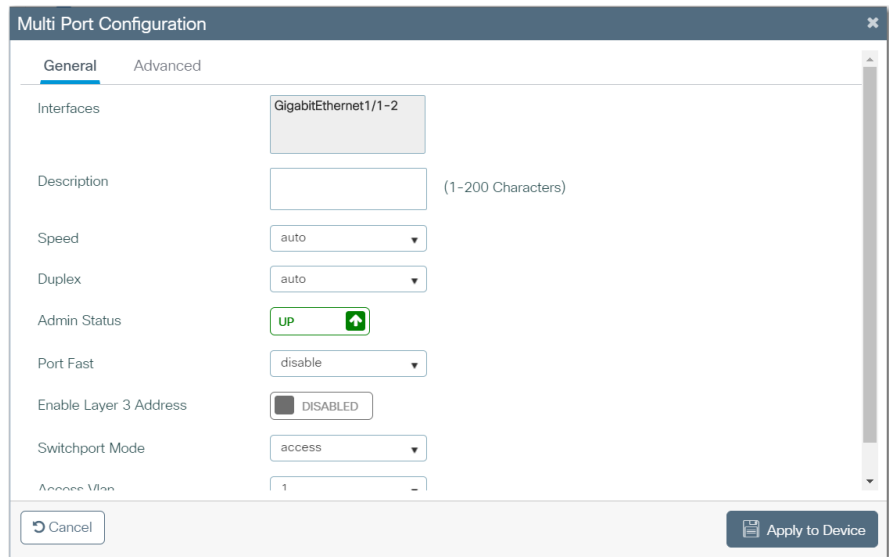 Multi Port Configuration
General Advanced
Interfaces GigabitEthernet1/1-2
Description (1-200 Characters)
Speed auto
Duplex auto
Admin Status UP
Port Fast disable
Enable Layer 3 Address DISABLED
Switchport Mode access
Access Vlan 1
Cancel Apply to Device